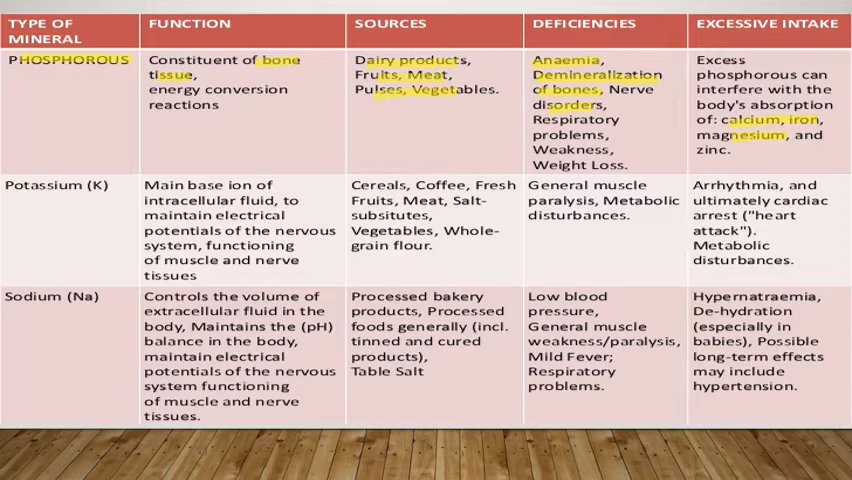 TYPE OF
MINERAL
FUNCTION
SOURCES
DEFICIENCIES
EXCESSIVE INTAKE
PHOSPHOROUS
Constituent of bone
tissue,
energy conversion
reactions
Dairy products,
Fruits, Meat,
Pulses, Vegetables.
Anaemia,
Demineralization
of bones, Nerve
disorders,
Respiratory
problems,
Weakness,
Weight Loss.
Excess
phosphorous can
interfere with the
body's absorption
of: calcium, iron,
magnesium, and
zinc.
Potassium (K)
Main base ion of
intracellular fluid, to
maintain electrical
potentials of the nervous
system, functioning
of muscle and nerve
tissues
Cereals, Coffee, Fresh
Fruits, Meat, Salt-
subsitutes,
Vegetables, Whole-
grain flour.
General muscle
paralysis, Metabolic
disturbances.
Arrhythmia, and
ultimately cardiac
arrest ("heart
attack").
Metabolic
disturbances.
Sodium (Na)
Controls the volume of
extracellular fluid in the
body, Maintains the (pH)
balance in the body,
maintain electrical
potentials of the nervous
system functioning
of muscle and nerve
tissues.
Processed bakery
products, Processed
foods generally (incl.
tinned and cured
products),
Table Salt
Low blood
pressure,
General muscle
weakness/paralysis,
Mild Fever;
Respiratory
problems.
Hypernatraemia,
De-hydration
(especially in
babies), Possible
long-term effects
may include
hypertension.